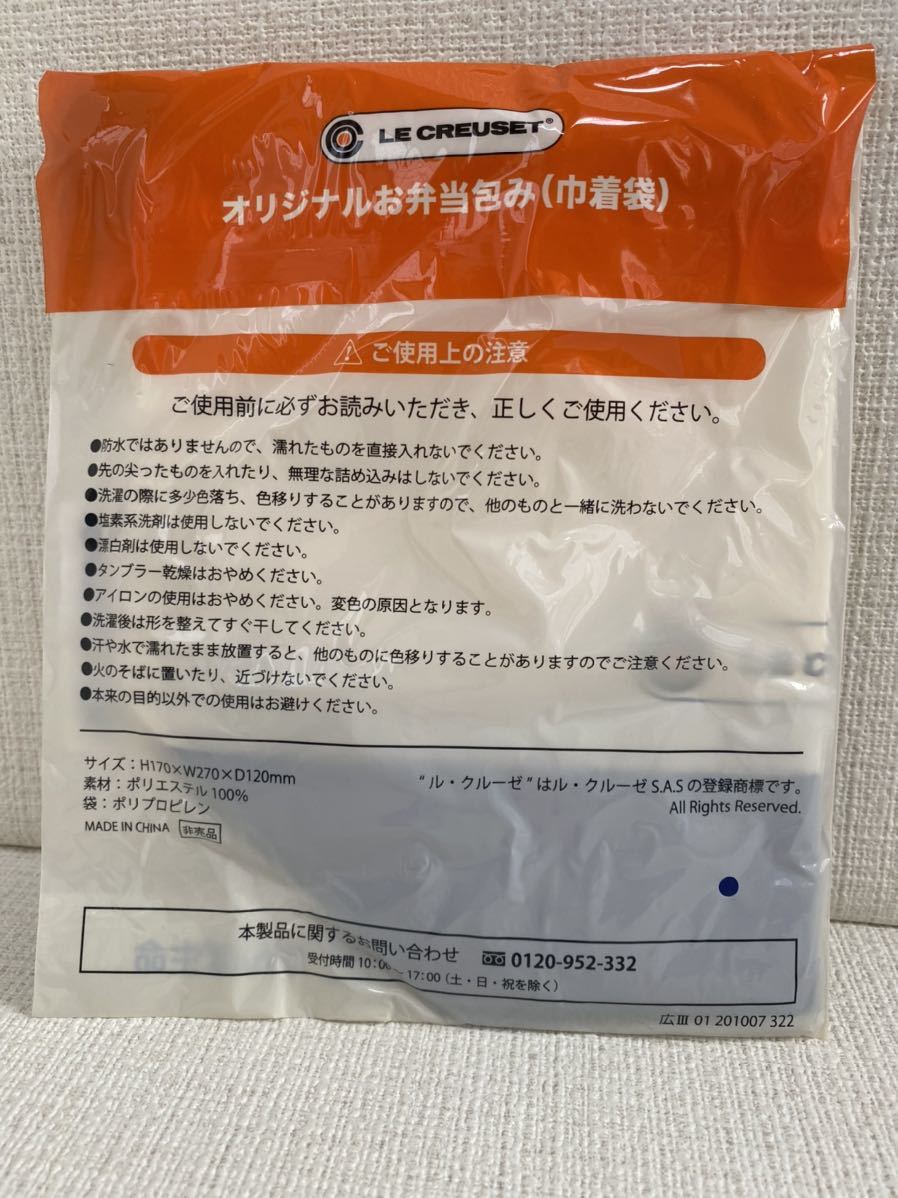 LE CREUSET®
オリジナルお弁当包み(巾着袋)
ご使用上の注意
ご使用前に必ずお読みいただき、正しくご使用ください。
●防水ではありませんので、濡れたものを直接入れないでください。
●先の尖ったものを入れたり、無理な詰め込みはしないでください。
●洗濯の際に多少色落ち、色移りすることがありますので、他のものと一緒に洗わないでください。
●塩素系洗剤は使用しないでください。
●漂白剤は使用しないでください。
●タンブラー乾燥はおやめください。
●アイロンの使用はおやめください。変色の原因となります。
●洗濯後は形を整えてすぐ干してください。
●汗や水で濡れたまま放置すると、他のものに色移りすることがありますのでご注意ください。
●火のそばに置いたり、近づけないでください。
●本来の目的以外での使用はお避けください。
サイズ:H170×W270×D120mm
素材:ポリエステル100%
袋:ポリプロピレン
MADE IN CHINA 非売品
"ル・クルーゼ"はル・クルーゼS.A.Sの登録商標です。
All Rights Reserved.
本製品に関するお問い合わせ 0120-952-332
受付時間10:00～17:00(土・日・祝を除く)
生命
広Ⅲ 01 201007 322